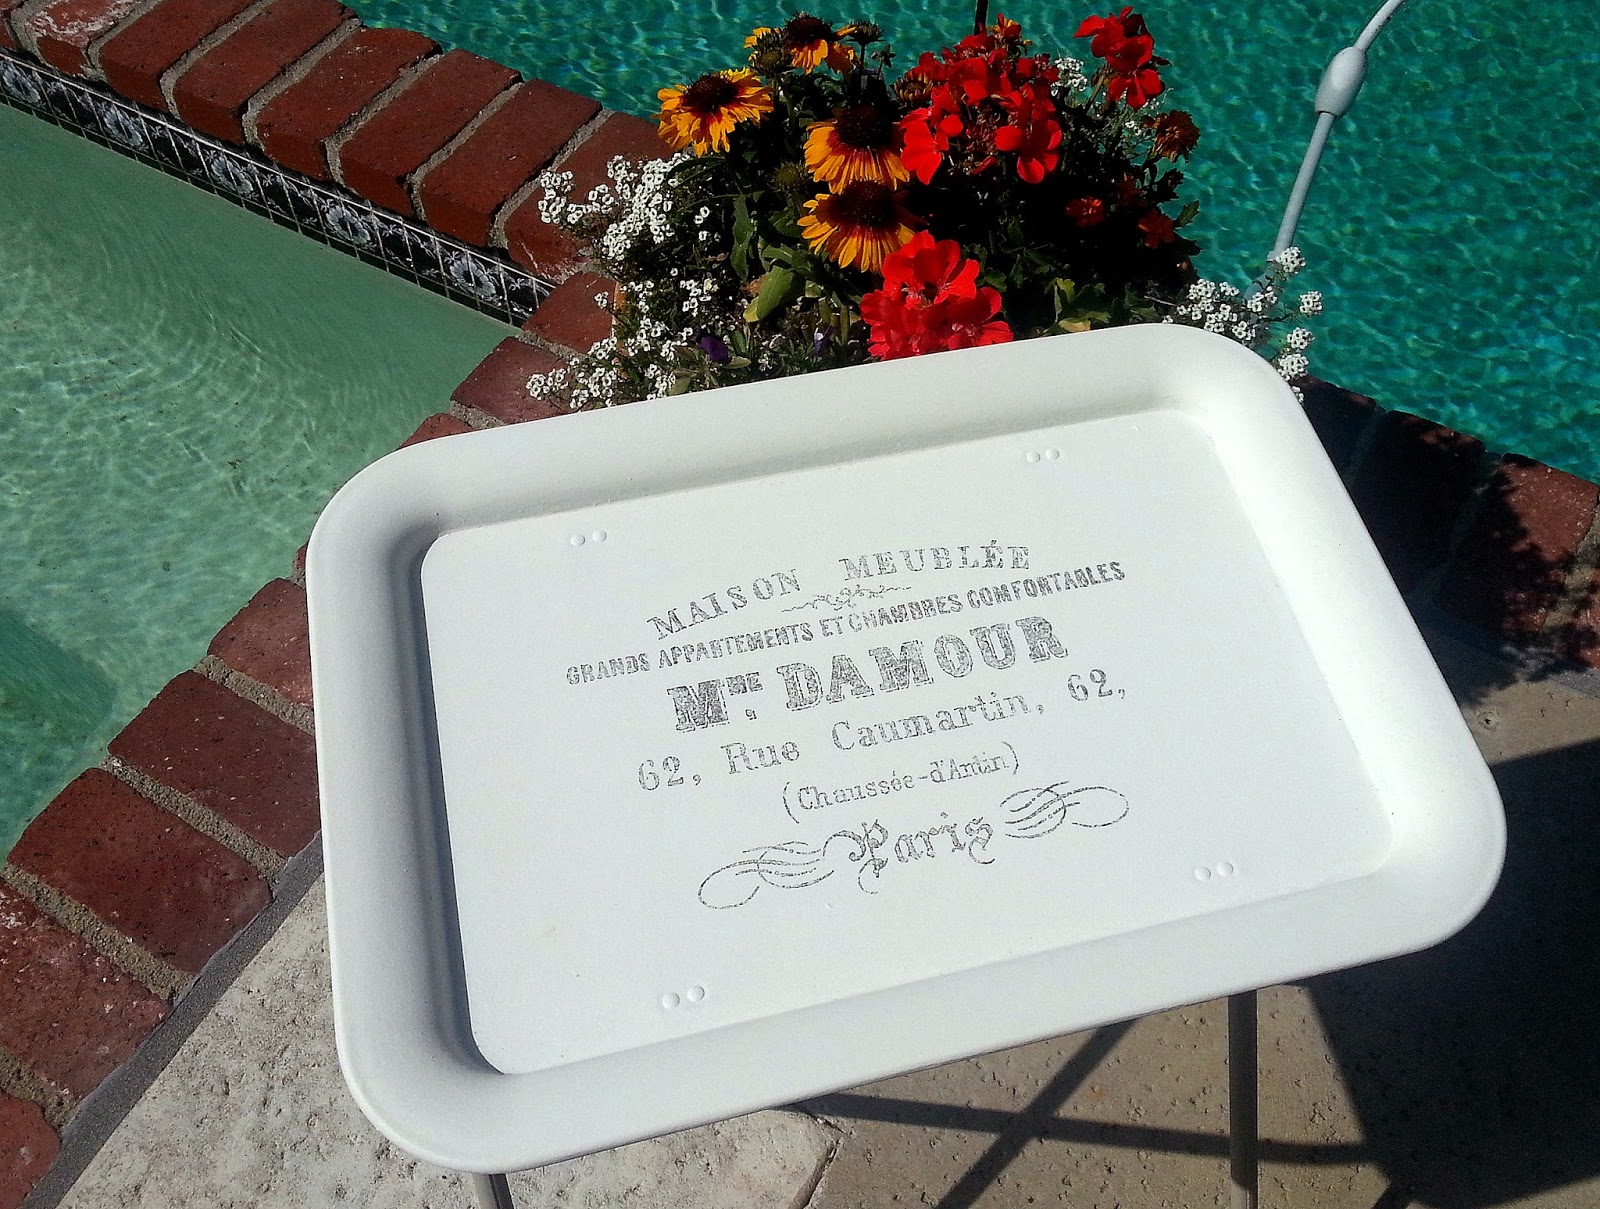 MAISON MEUBLÉE
GRANDS APPARTEMENTS ET CHAMBRES COMFORTABLES
MME. DAMOUR
62, Rue Caumartin, 62,
(Chaussée-d'Antin)
Paris